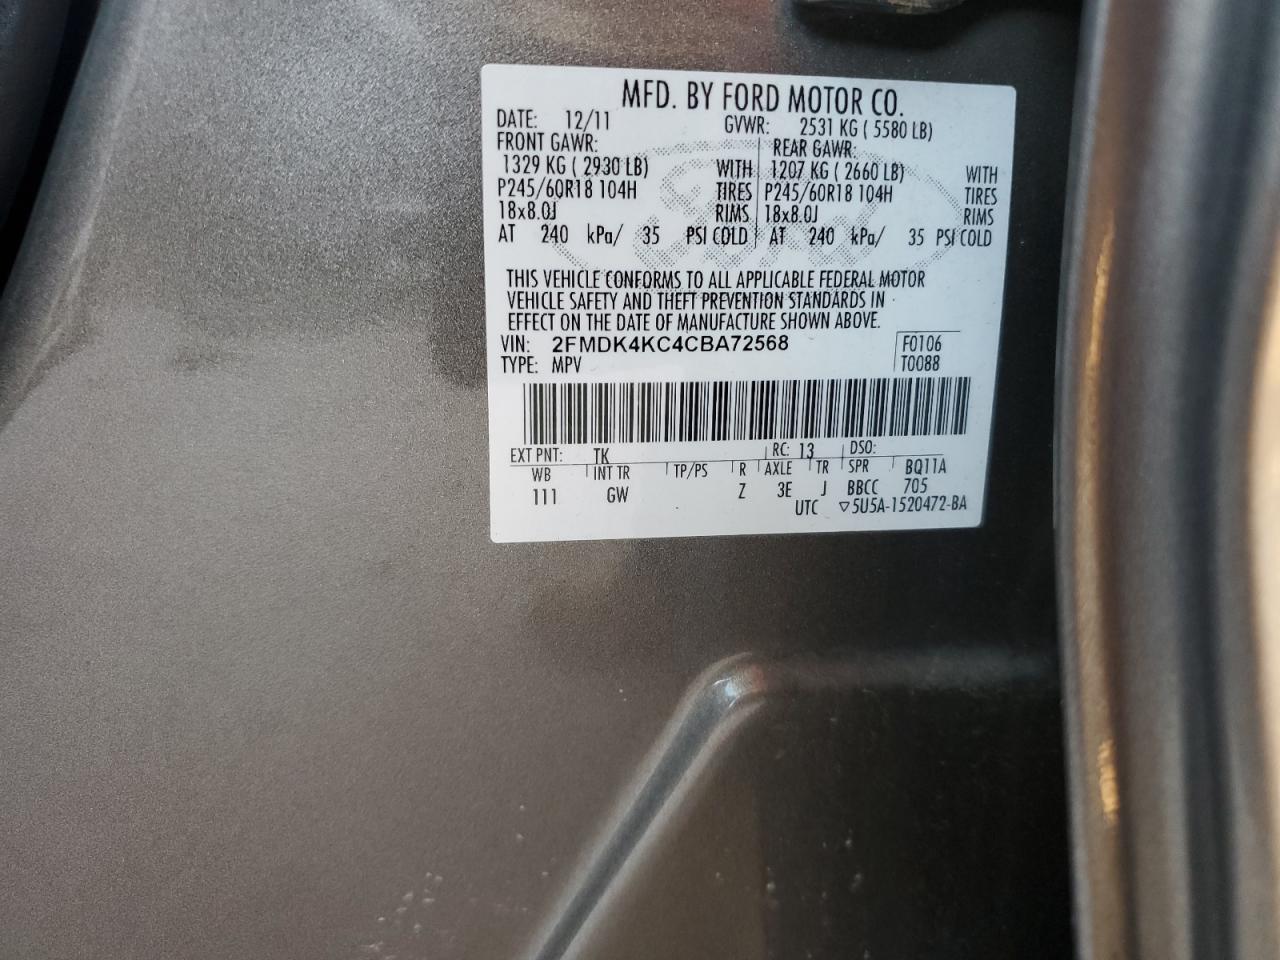 MFD. BY FORD MOTOR CO.
DATE: 12/11 GVWR: 2531 KG ( 5580 LB)
FRONT GAWR: REAR GAWR:
1329 KG ( 2930 LB) WITH 1207 KG ( 2660 LB) WITH
P245/60R18 104H TIRES P245/60R18 104H TIRES
18x8.0J RIMS 18x8.0J RIMS
AT 240 kPa/ 35 PSI COLD AT 240 kPa/ 35 PSI COLD
Ford
THIS VEHICLE CONFORMS TO ALL APPLICABLE FEDERAL MOTOR
VEHICLE SAFETY AND THEFT PREVENTION STANDARDS IN
EFFECT ON THE DATE OF MANUFACTURE SHOWN ABOVE.
VIN: 2FMDK4KC4CBA72568 F0106
TYPE: MPV T0088
EXT PNT: TK RC: 13 DSO:
WB INT TR TP/PS R AXLE TR SPR BQ11A
111 GW Z 3E J BBCC 705
UTC ▽5U5A-1520472-BA